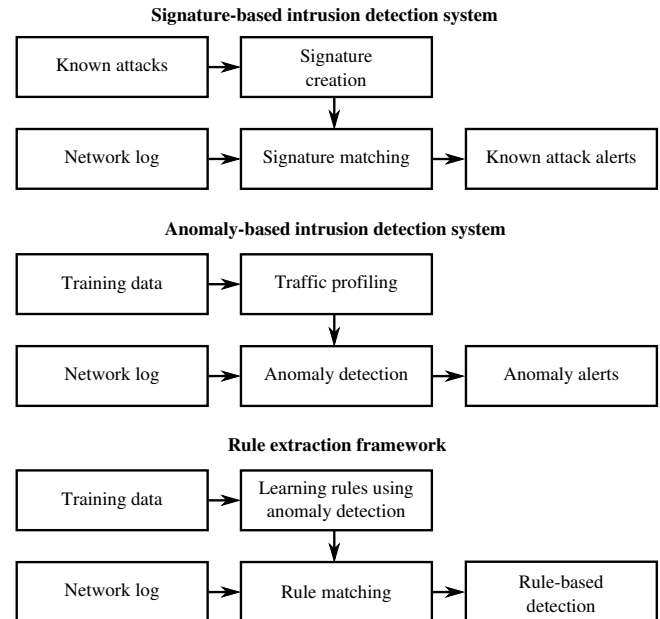 Signature-based intrusion detection system
Known attacks
Signature
creation
Network log
Signature matching
Known attack alerts
Anomaly-based intrusion detection system
Training data
Traffic profiling
Network log
Anomaly detection
Anomaly alerts
Rule extraction framework
Training data
Learning rules using
anomaly detection
Network log
Rule matching
Rule-based
detection